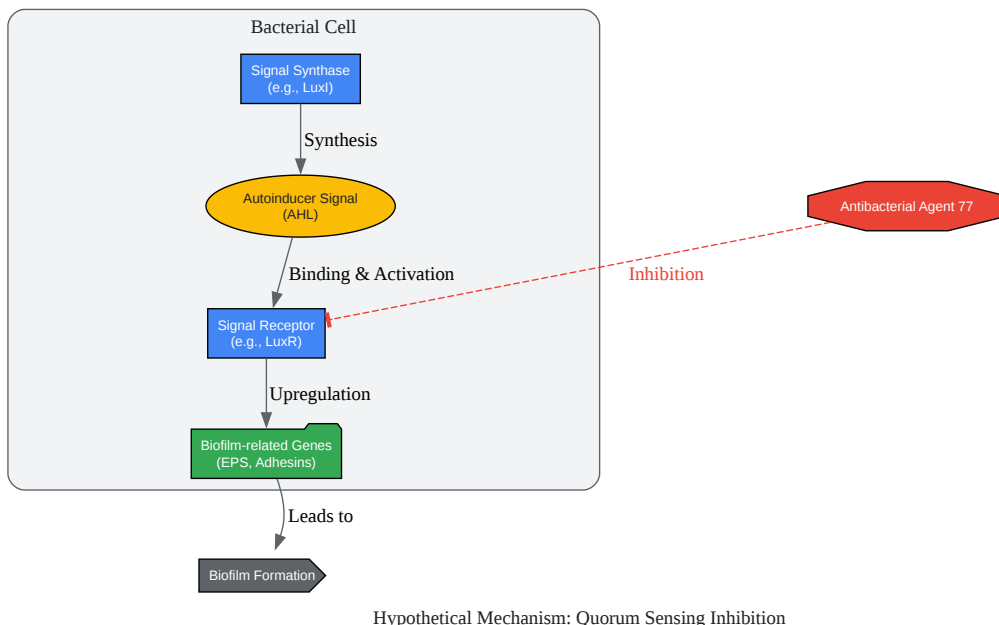 Bacterial Cell
Signal Synthase
(e.g., LuxI)
Synthesis
Autoinducer Signal
(AHL)
Antibacterial Agent 77
Binding & Activation
Inhibition
Signal Receptor
(e.g., LuxR)
Upregulation
Biofilm-related Genes
(EPS, Adhesins)
Leads to
Biofilm Formation
Hypothetical Mechanism: Quorum Sensing Inhibition